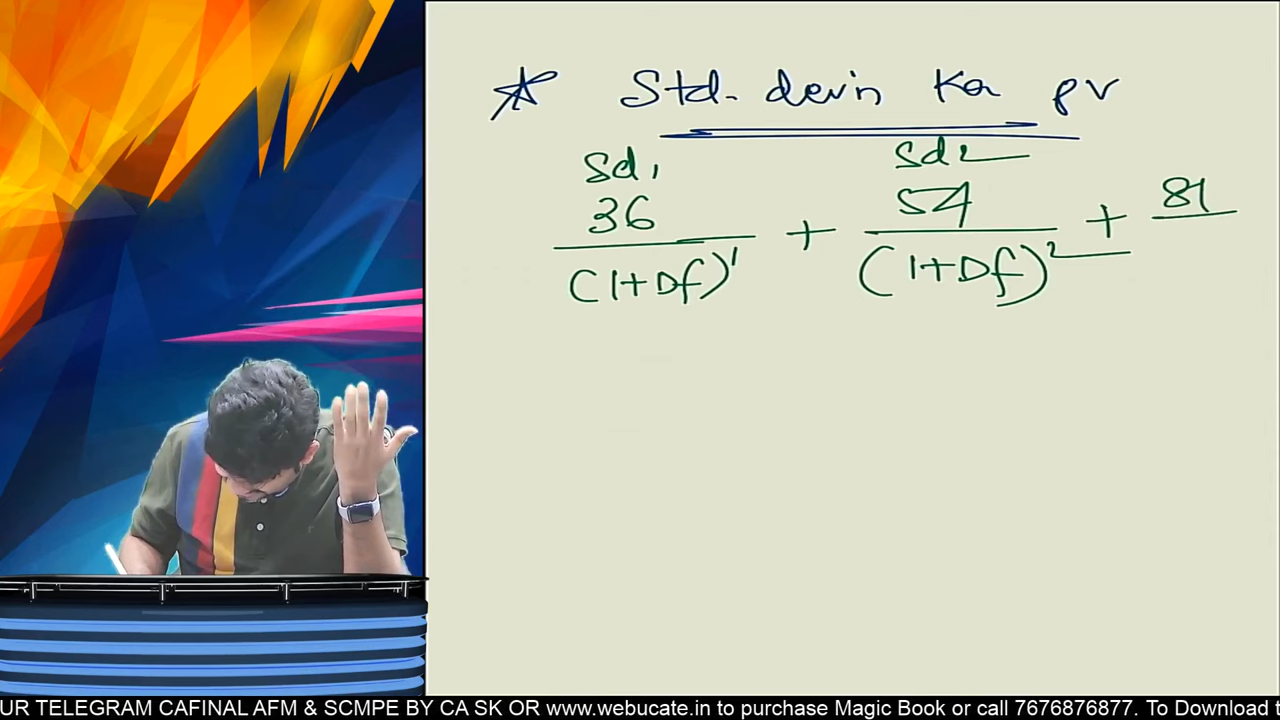 * Std. devin Ka PV
Sd1 Sd2
36 + 54 + 81
(1+Df)^1 (1+Df)^2
UR TELEGRAM CAFINAL AFM & SCMPE BY CA SK OR www.webucate.in to purchase Magic Book or call 7676876877. To Download t